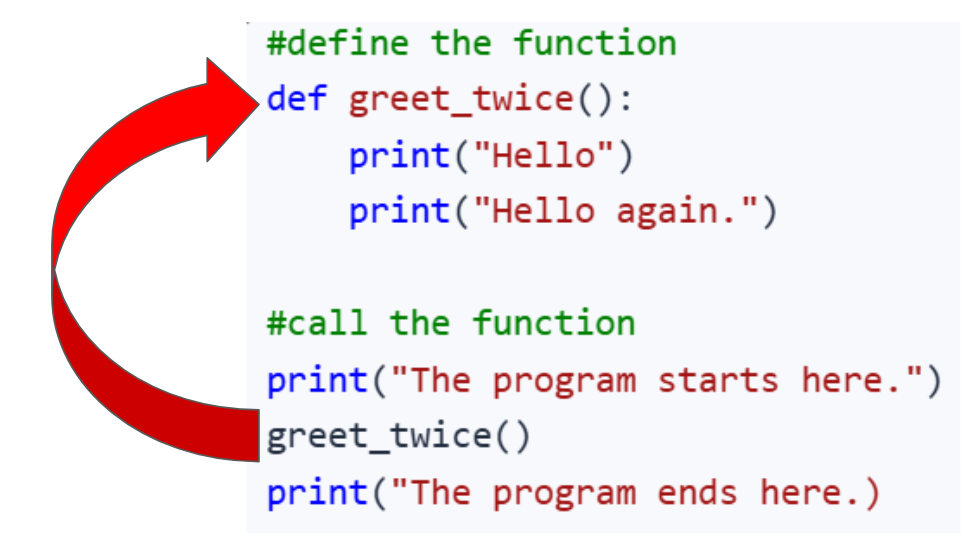 #define the function
def greet_twice():
    print("Hello")
    print("Hello again.")
#call the function
print("The program starts here.")
greet_twice()
print("The program ends here.)